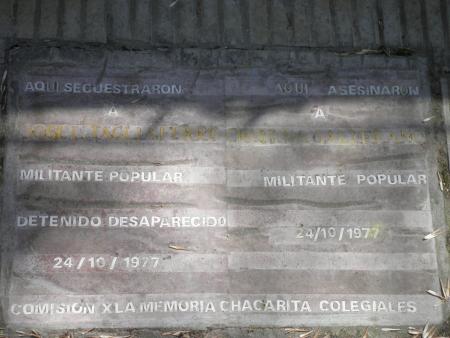 AQUI SECUESTRARON
A
MILITANTE POPULAR
DETENIDO DESAPARECIDO
24/10/1977
AQUI ASESINARON
A
MILITANTE POPULAR
24/10/1977
COMISIÓN X LA MEMORIA CHACARITA COLEGIALES